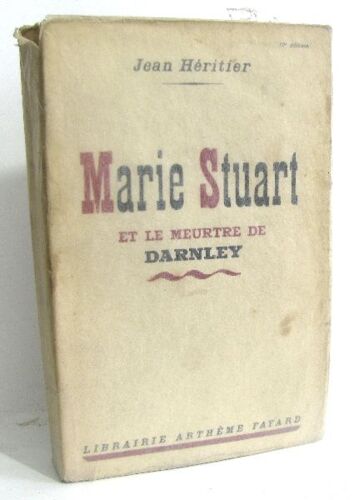 Jean Héritier
Marie Stuart
ET LE MEURTRE DE
DARNLEY
LIBRAIRIE ARTHÈME FAYARD